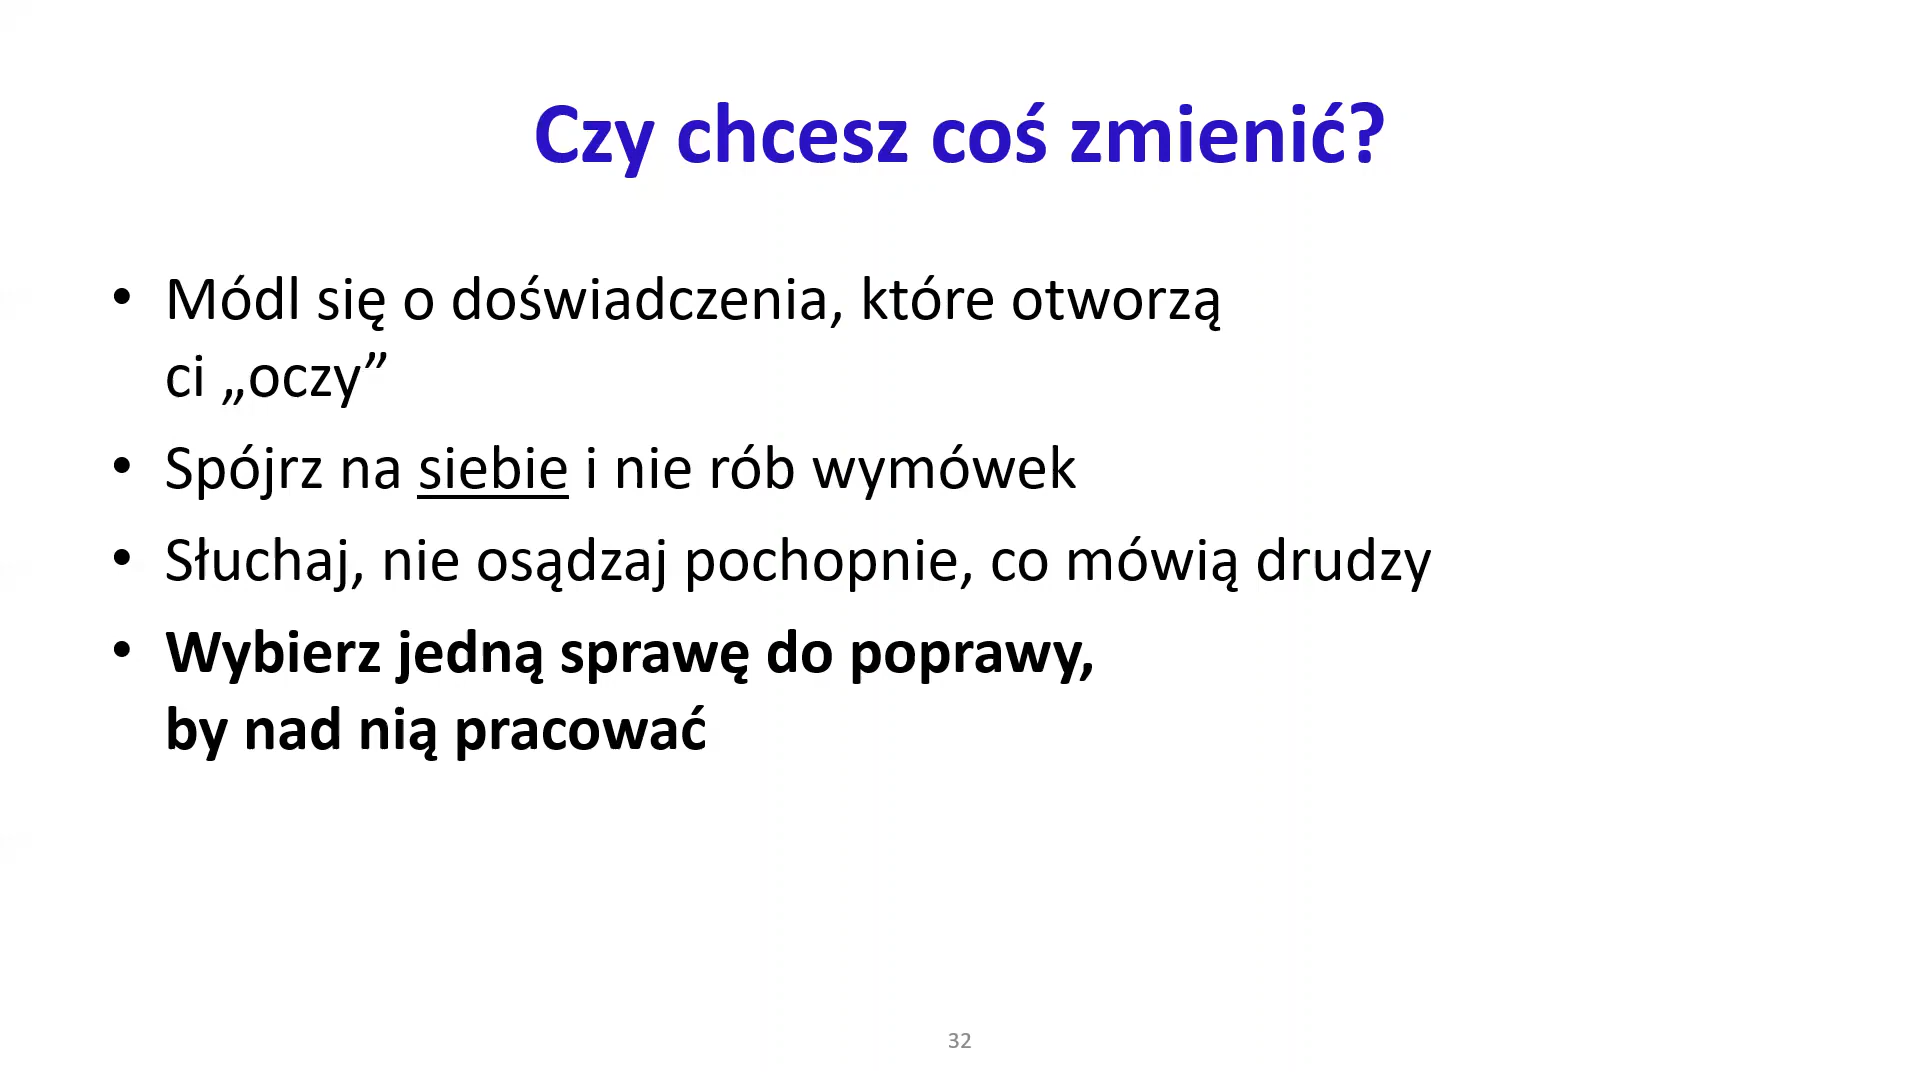 Czy chcesz coś zmienić?
• Módl się o doświadczenia, które otworzą
ci „oczy”
• Spójrz na siebie i nie rób wymówek
• Słuchaj, nie osądzaj pochopnie, co mówią drudzy
• Wybierz jedną sprawę do poprawy,
by nad nią pracować
32